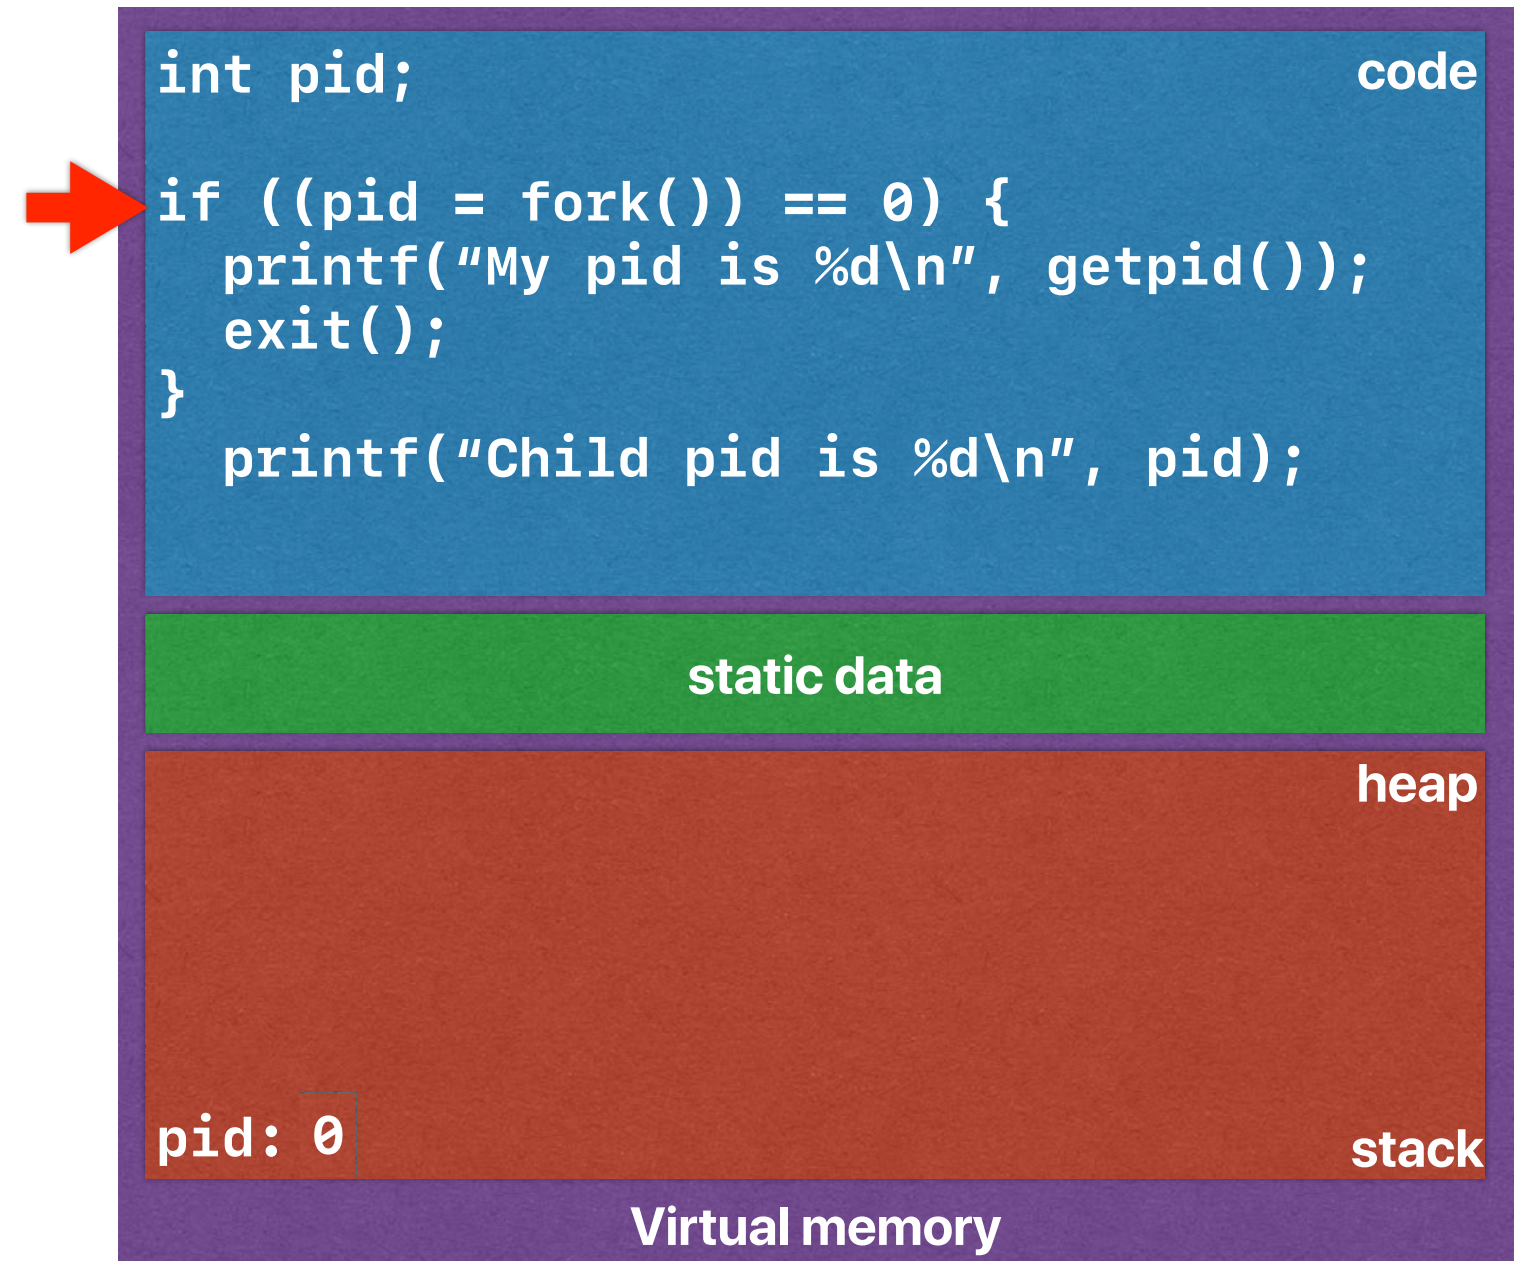 int pid;
code
if ((pid = fork()) == 0) {
  printf(“My pid is %d\n”, getpid());
  exit();
}
  printf(“Child pid is %d\n”, pid);
static data
heap
pid: 0
stack
Virtual memory